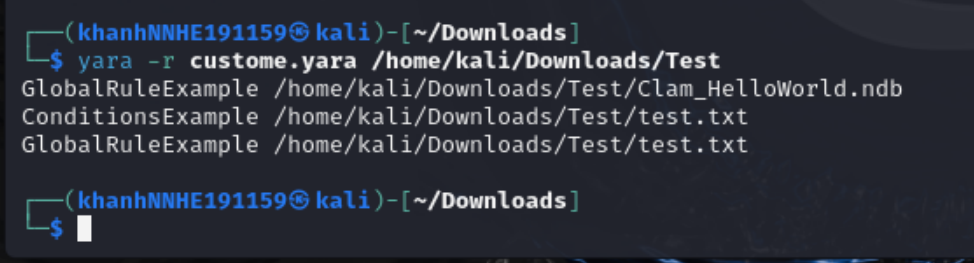 ┌──(khanhNNHE191159㉿kali)-[~/Downloads]
└─$ yara -r custome.yara /home/kali/Downloads/Test
GlobalRuleExample /home/kali/Downloads/Test/Clam_HelloWorld.ndb
ConditionsExample /home/kali/Downloads/Test/test.txt
GlobalRuleExample /home/kali/Downloads/Test/test.txt
┌──(khanhNNHE191159㉿kali)-[~/Downloads]
└─$